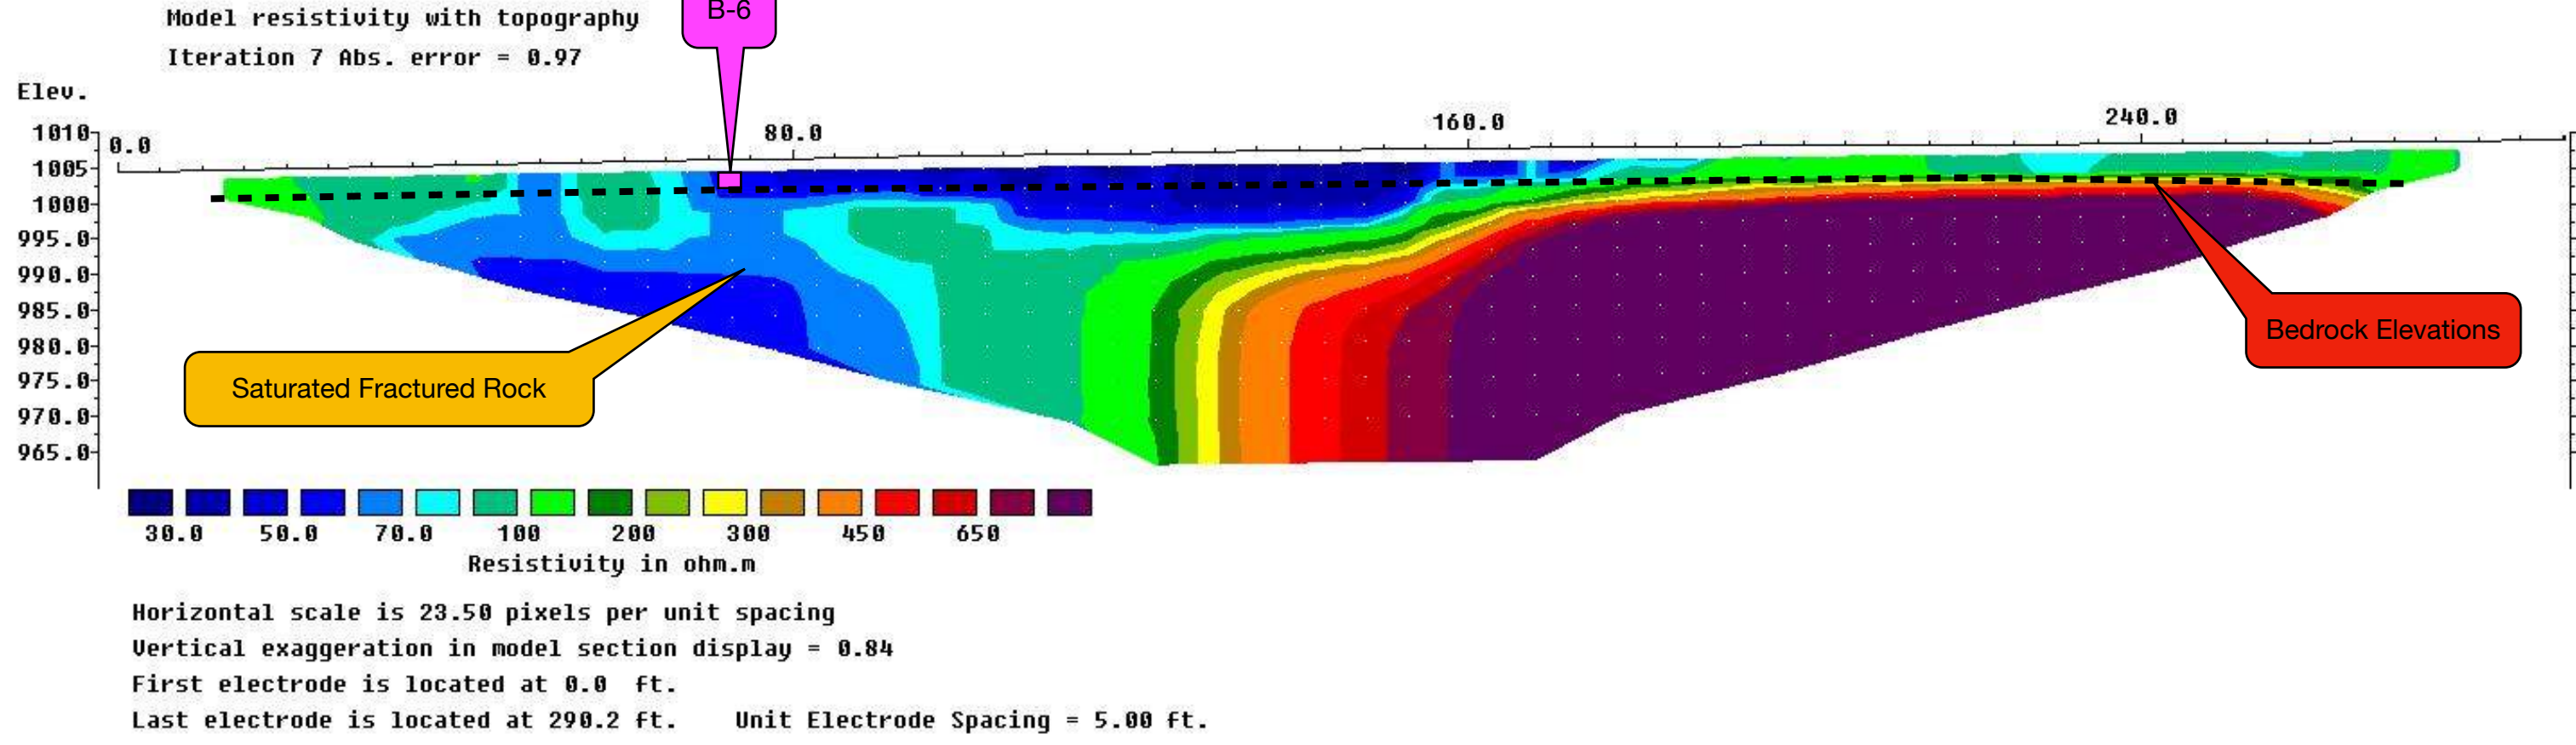 Model resistivity with topography
B-6
Iteration 7 Abs. error = 0.97
Elev.
1010
0.0
80.0
160.0
240.0
1005
1000
995.0
990.0
985.0
980.0
975.0
970.0
965.0
Bedrock Elevations
Saturated Fractured Rock
30.0 50.0 70.0 100 200 300 450 650
Resistivity in ohm.m
Horizontal scale is 23.50 pixels per unit spacing
Vertical exaggeration in model section display = 0.84
First electrode is located at 0.0 ft.
Last electrode is located at 290.2 ft. Unit Electrode Spacing = 5.00 ft.